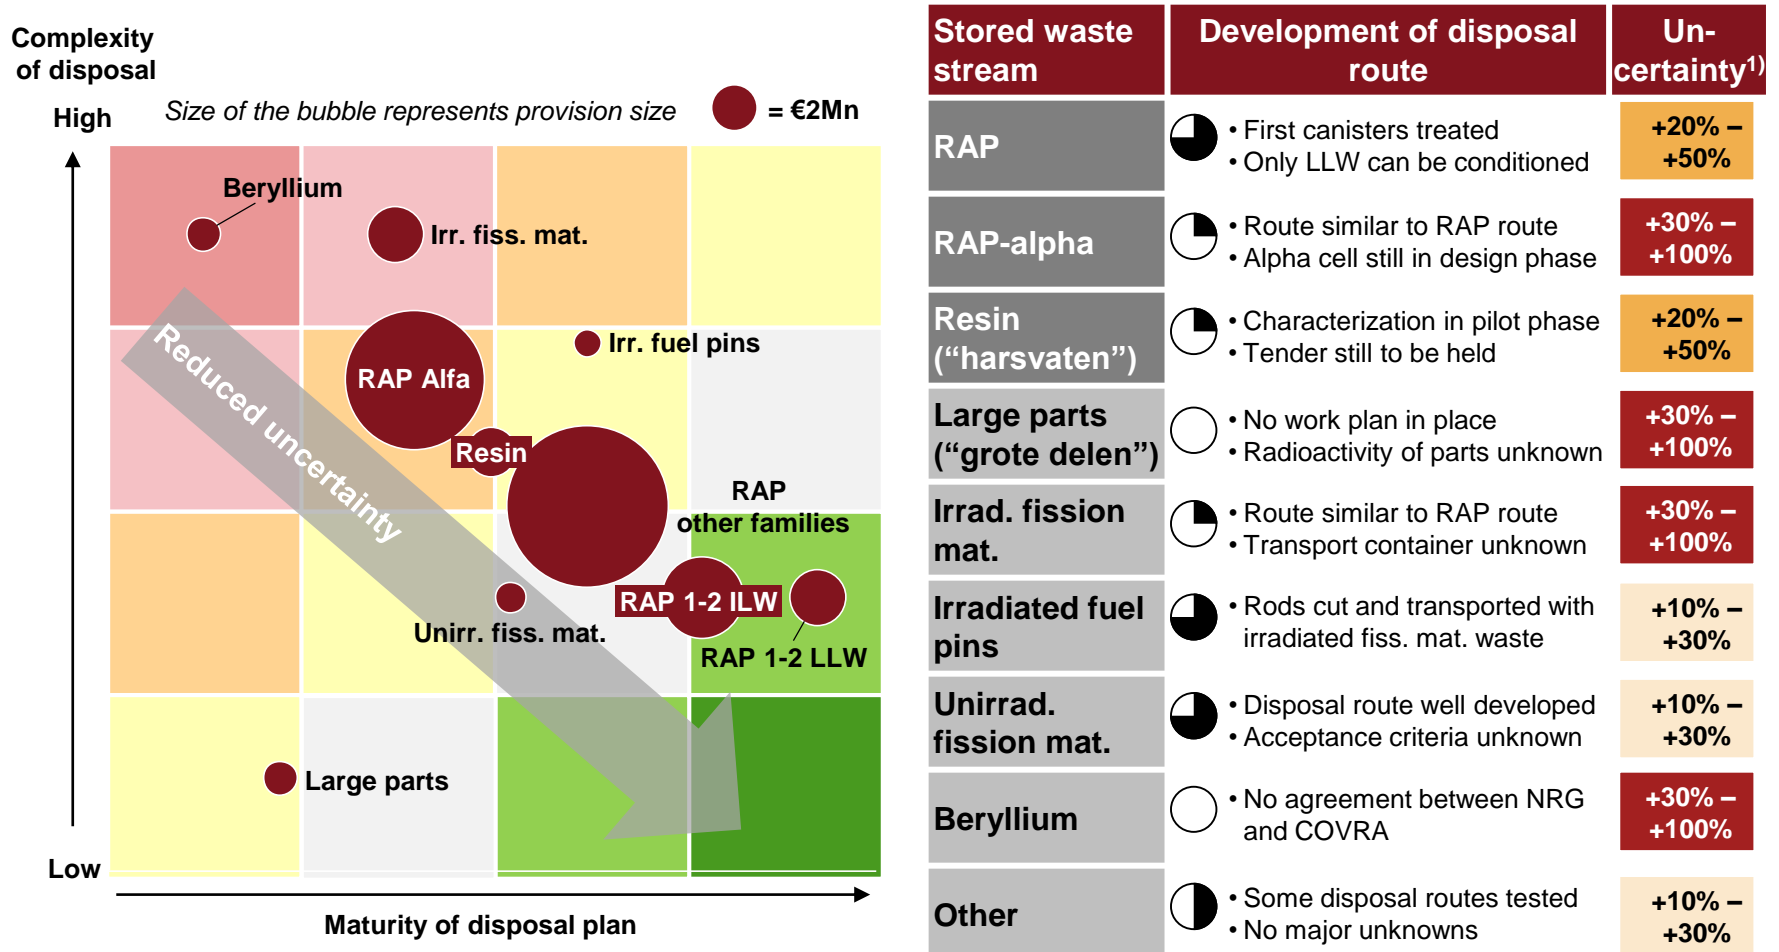 Complexity
of disposal
High
Size of the bubble represents provision size
= €2Mn
Beryllium
Irr. fiss. mat.
Irr. fuel pins
RAP Alfa
Reduced uncertainty
Resin
RAP
other families
RAP 1-2 ILW
Unirr. fiss. mat.
RAP 1-2 LLW
Large parts
Low
Maturity of disposal plan
Stored waste
stream
Development of disposal
route
Un-
certainty1)
RAP
• First canisters treated
• Only LLW can be conditioned
+20% –
+50%
RAP-alpha
• Route similar to RAP route
• Alpha cell still in design phase
+30% –
+100%
Resin
(“harsvaten”)
• Characterization in pilot phase
• Tender still to be held
+20% –
+50%
Large parts
(“grote delen”)
• No work plan in place
• Radioactivity of parts unknown
+30% –
+100%
Irrad. fission
mat.
• Route similar to RAP route
• Transport container unknown
+30% –
+100%
Irradiated fuel
pins
• Rods cut and transported with
irradiated fiss. mat. waste
+10% –
+30%
Unirrad.
fission mat.
• Disposal route well developed
• Acceptance criteria unknown
+10% –
+30%
Beryllium
• No agreement between NRG
and COVRA
+30% –
+100%
Other
• Some disposal routes tested
• No major unknowns
+10% –
+30%